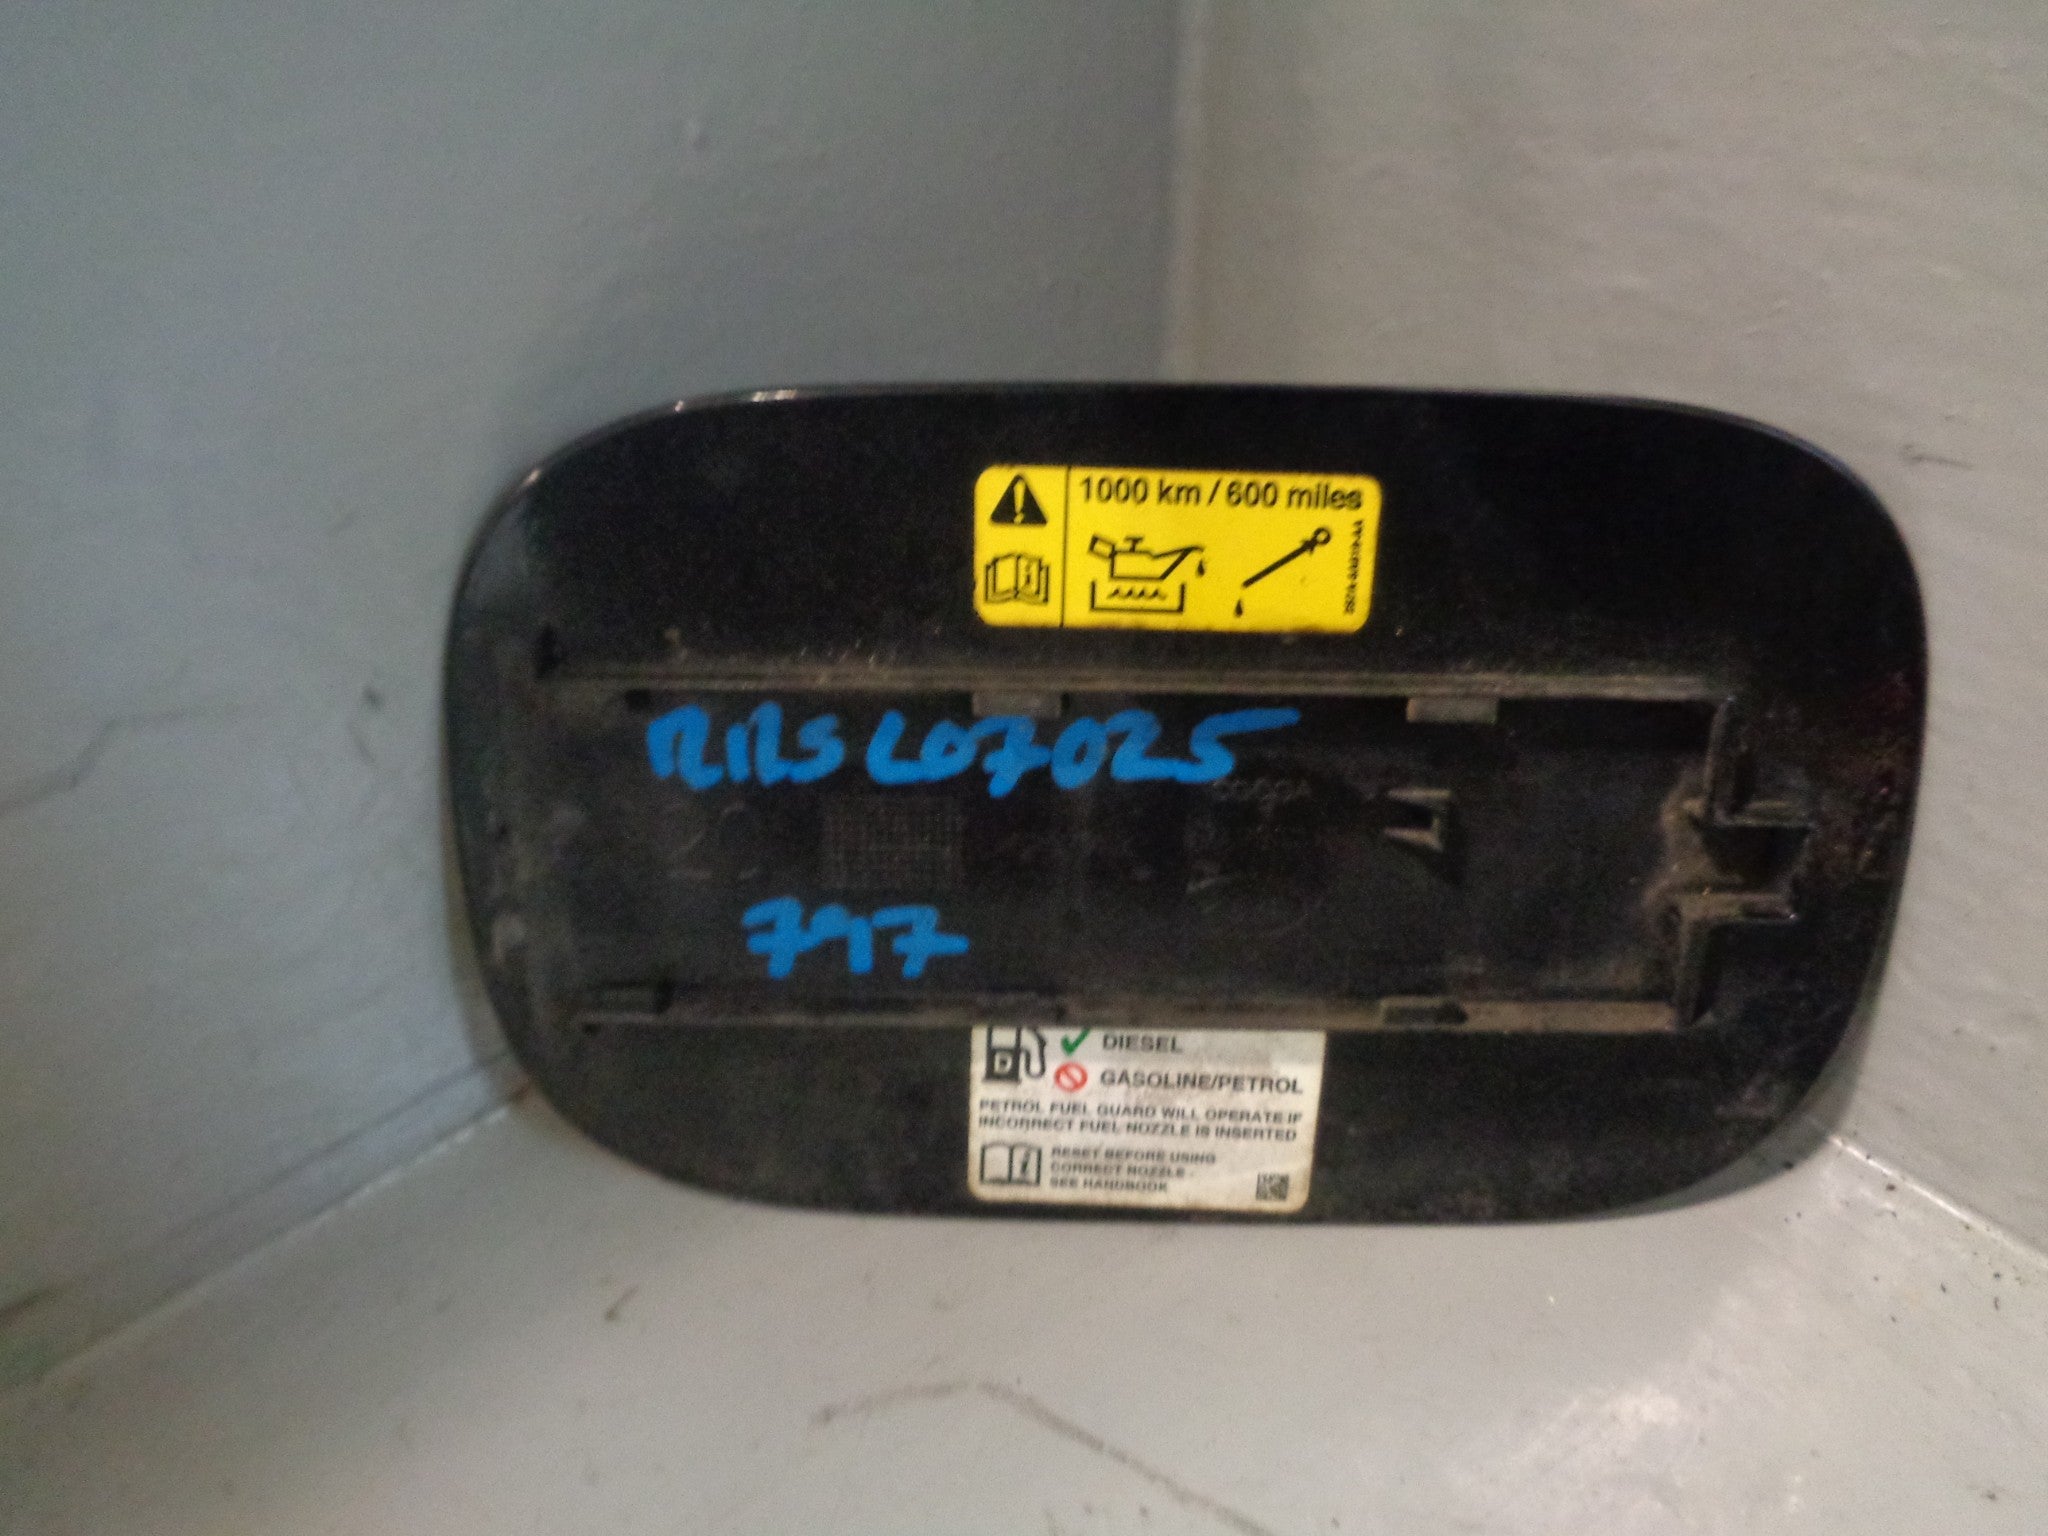 1000 km / 600 miles
RRS L07025
797
D
DIESEL
GASOLINE/PETROL
PETROL FUEL GUARD WILL OPERATE IF
INCORRECT FUEL NOZZLE IS INSERTED
RESET BEFORE USING
CORRECT NOZZLE -
SEE HANDBOOK